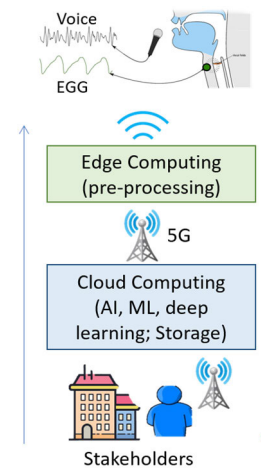 Voice
EGG
Edge Computing
(pre-processing)
5G
Cloud Computing
(AI, ML, deep
learning; Storage)
Stakeholders